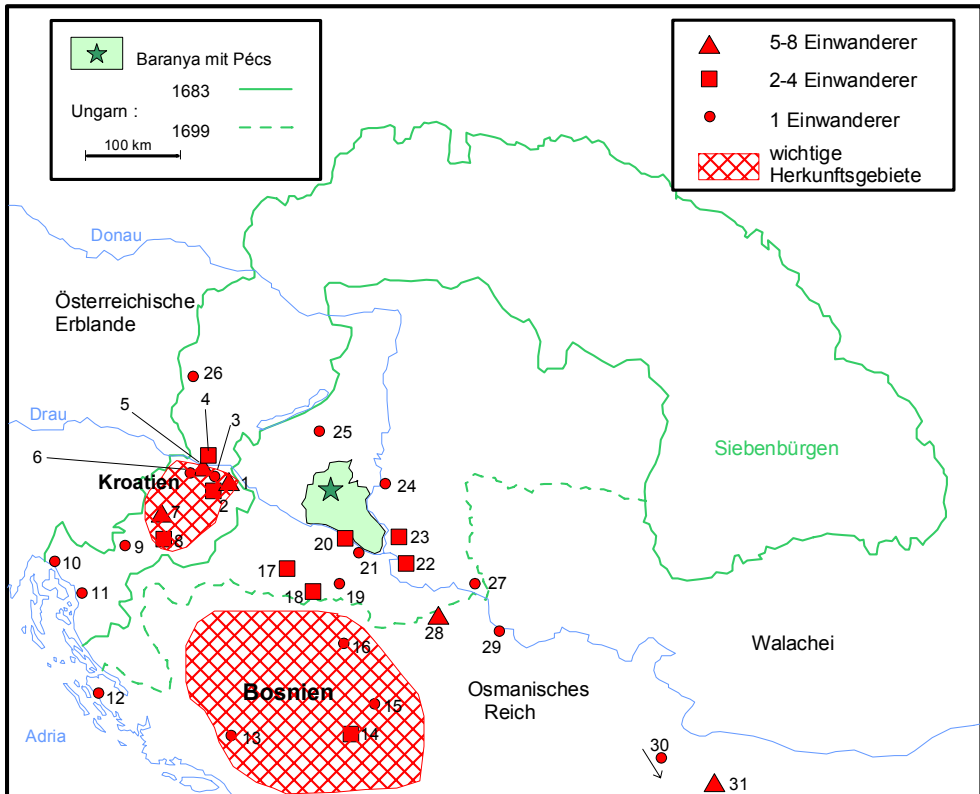 Baranya mit Pécs
1683
Ungarn :
1699
100 km
5-8 Einwanderer
2-4 Einwanderer
1 Einwanderer
wichtige
Herkunftsgebiete
Donau
Österreichische
Erblande
26
4
5
3
Drau
25
6
Siebenbürgen
Kroatien
1
24
2
7
8
9
20
23
10
21
22
17
11
18
19
27
28
16
29
Walachei
Bosnien
12
Osmanisches
Reich
15
Adria
13
14
30
31